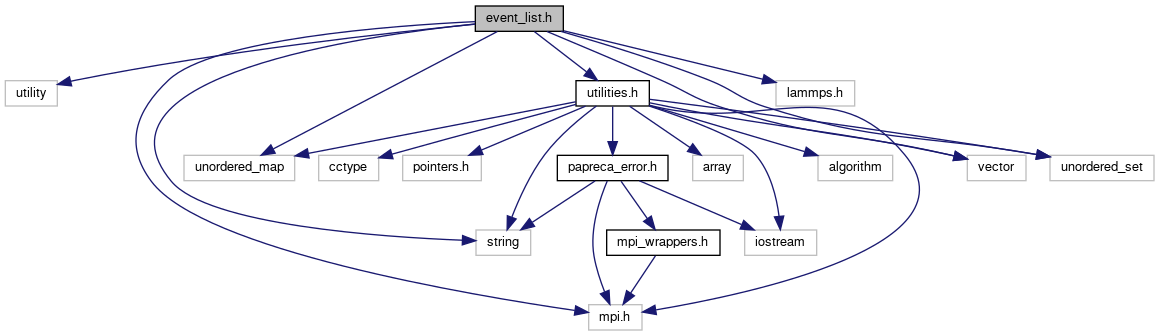 event_list.h
utility
utilities.h
lammps.h
unordered_map
cctype
pointers.h
papreca_error.h
array
algorithm
vector
unordered_set
string
mpi_wrappers.h
iostream
mpi.h